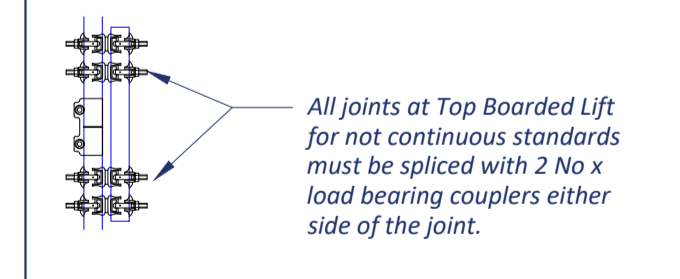 All joints at Top Boarded Lift
for not continuous standards
must be spliced with 2 No x
load bearing couplers either
side of the joint.